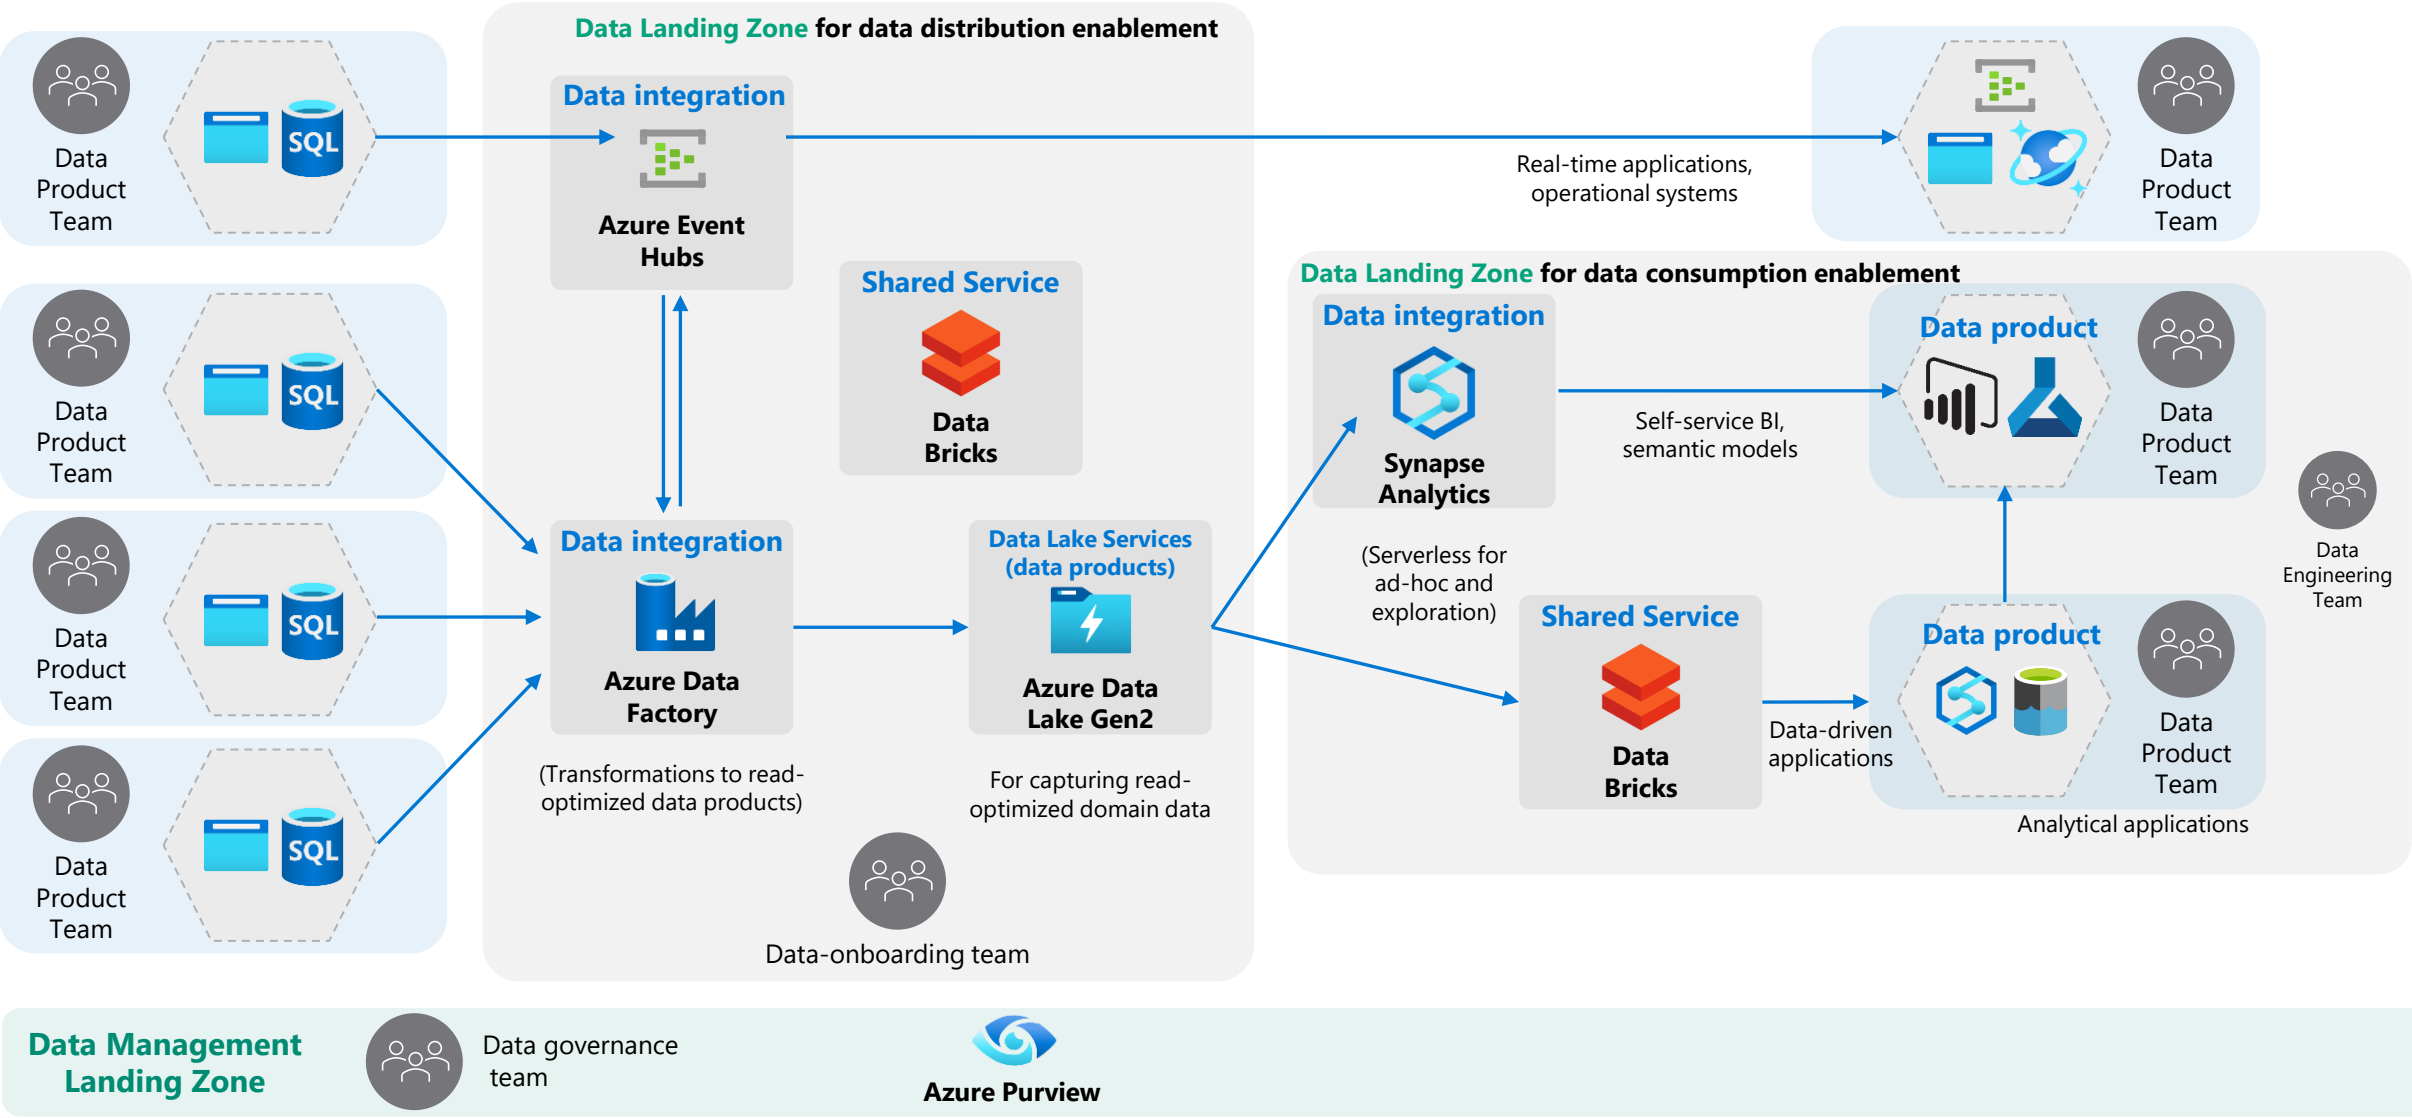 Data Landing Zone for data distribution enablement
Data
Product
Team
SQL
Data integration
Azure Event
Hubs
Real-time applications,
operational systems
Data
Product
Team
Data
Product
Team
SQL
Shared Service
Data
Bricks
Data Landing Zone for data consumption enablement
Data integration
Synapse
Analytics
(Serverless for
ad-hoc and
exploration)
Self-service BI,
semantic models
Data product
Data
Product
Team
Data
Engineering
Team
Data
Product
Team
SQL
Data integration
Azure Data
Factory
(Transformations to read-
optimized data products)
Data Lake Services
(data products)
Azure Data
Lake Gen2
For capturing read-
optimized domain data
Shared Service
Data
Bricks
Data-driven
applications
Data product
Data
Product
Team
Analytical applications
Data
Product
Team
SQL
Data-onboarding team
Data Management
Landing Zone
Data governance
team
Azure Purview